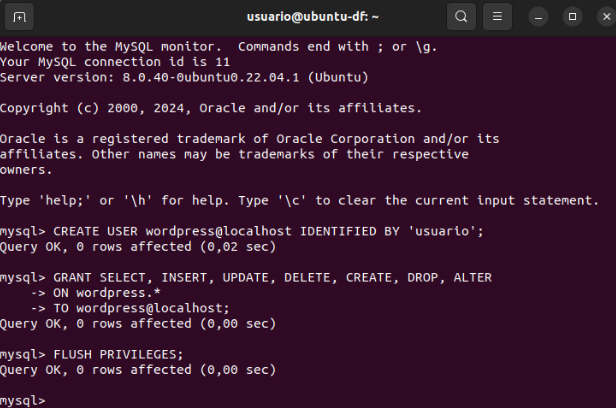 usuario@ubuntu-df: ~
Welcome to the MySQL monitor.  Commands end with ; or \g.
Your MySQL connection id is 11
Server version: 8.0.40-0ubuntu0.22.04.1 (Ubuntu)
Copyright (c) 2000, 2024, Oracle and/or its affiliates.
Oracle is a registered trademark of Oracle Corporation and/or its
affiliates. Other names may be trademarks of their respective
owners.
Type 'help;' or '\h' for help. Type '\c' to clear the current input statement.
mysql> CREATE USER wordpress@localhost IDENTIFIED BY 'usuario';
Query OK, 0 rows affected (0,02 sec)
mysql> GRANT SELECT, INSERT, UPDATE, DELETE, CREATE, DROP, ALTER
    -> ON wordpress.*
    -> TO wordpress@localhost;
Query OK, 0 rows affected (0,00 sec)
mysql> FLUSH PRIVILEGES;
Query OK, 0 rows affected (0,00 sec)
mysql>